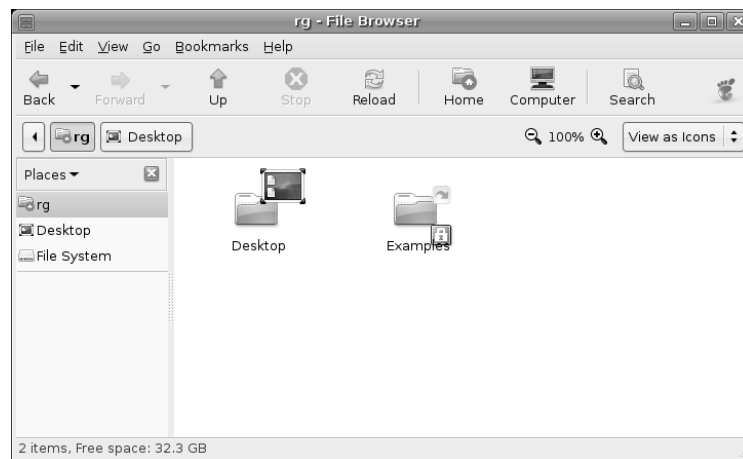 rg - File Browser
File Edit View Go Bookmarks Help
Back Forward Up Stop Reload Home Computer Search
rg Desktop 100% View as Icons
Places
rg
Desktop
File System
Desktop Examples
2 items, Free space: 32.3 GB